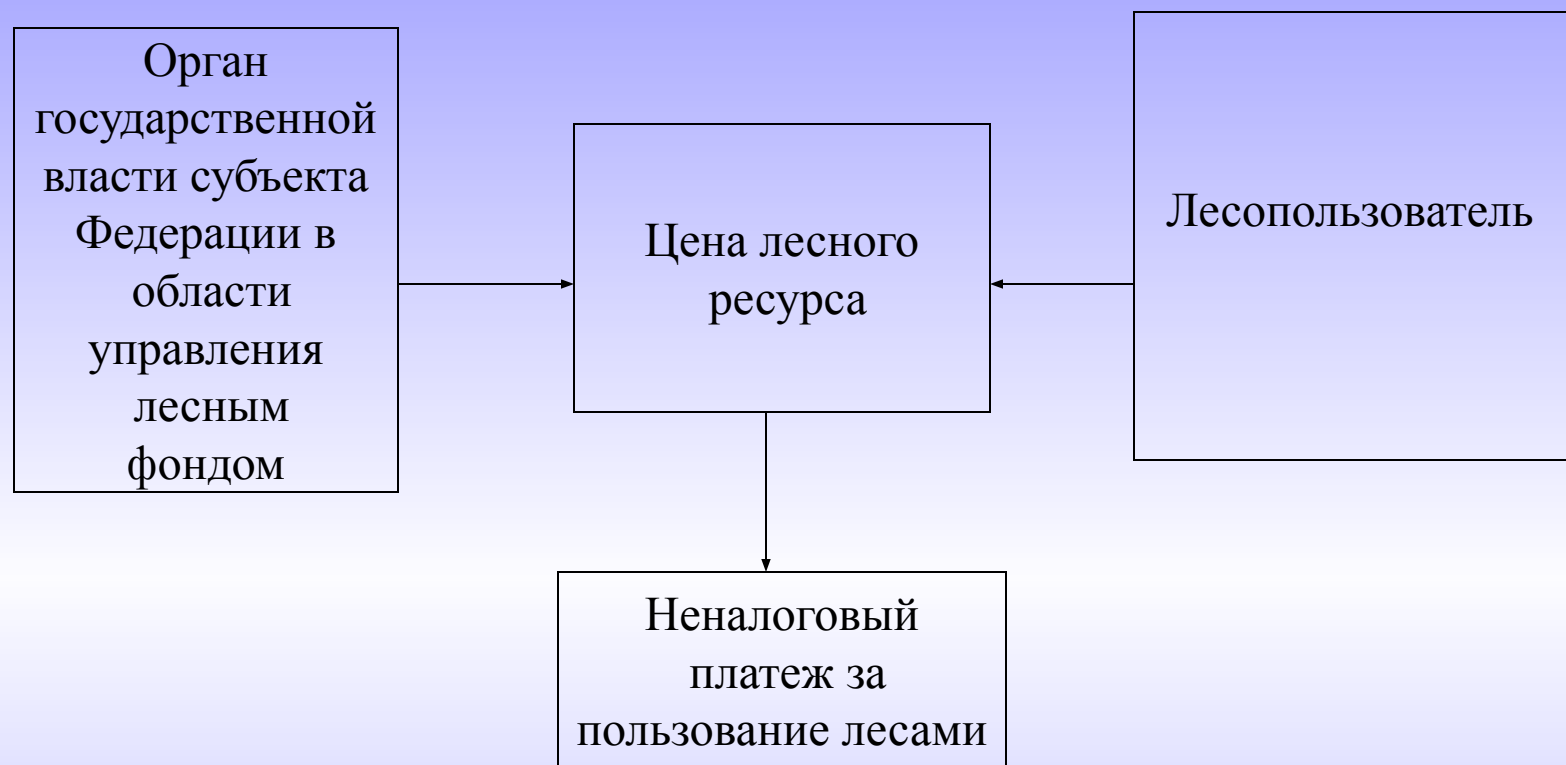 Орган
государственной
власти субъекта
Федерации в
области
управления
лесным
фондом
Цена лесного
ресурса
Лесопользователь
Неналоговый
платеж за
пользование лесами